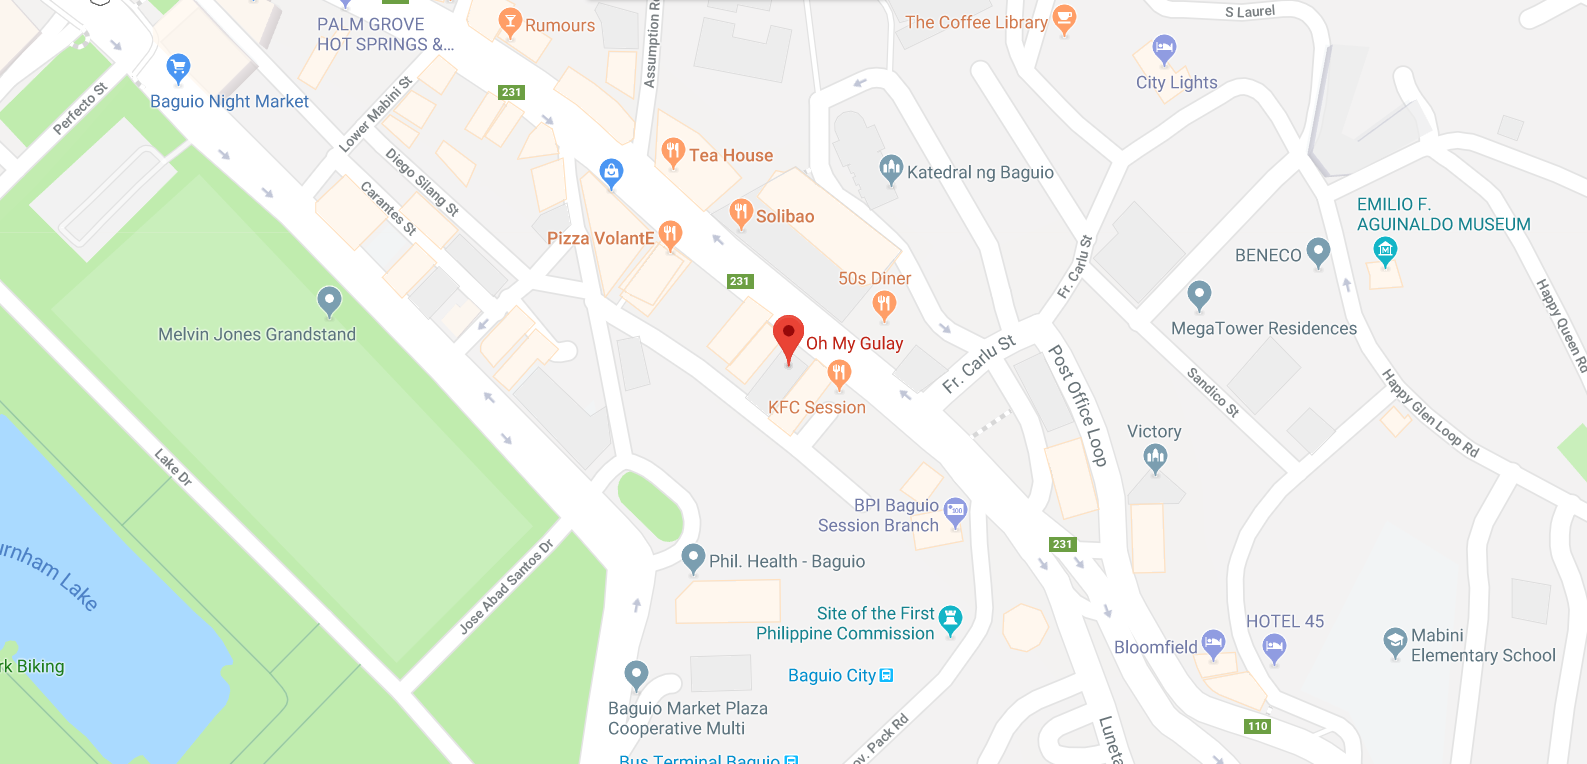 S Laurel
PALM GROVE
HOT SPRINGS &...
Rumours
The Coffee Library
Assumption Rd
City Lights
Baguio Night Market
231
Perfecto St
Lower Mabini St
Diego Silang St
Carantes St
Tea House
Katedral ng Baguio
Solibao
Pizza VolantE
EMILIO F.
AGUINALDO MUSEUM
BENECO
Fr. Carlu St
231
50s Diner
Melvin Jones Grandstand
MegaTower Residences
Happy Queen Rd
Oh My Gulay
Fr. Carlu St
Post Office Loop
KFC Session
Sandico St
Happy Glen Loop Rd
Victory
Lake Dr
BPI Baguio
Session Branch
100
231
Phil. Health - Baguio
urnham Lake
Jose Abad Santos Dr
Site of the First
Philippine Commission
HOTEL 45
Bloomfield
Mabini
Elementary School
rk Biking
Baguio City
Baguio Market Plaza
Cooperative Multi
ov. Pack Rd
Luneta
110
Bus Terminal Baguio